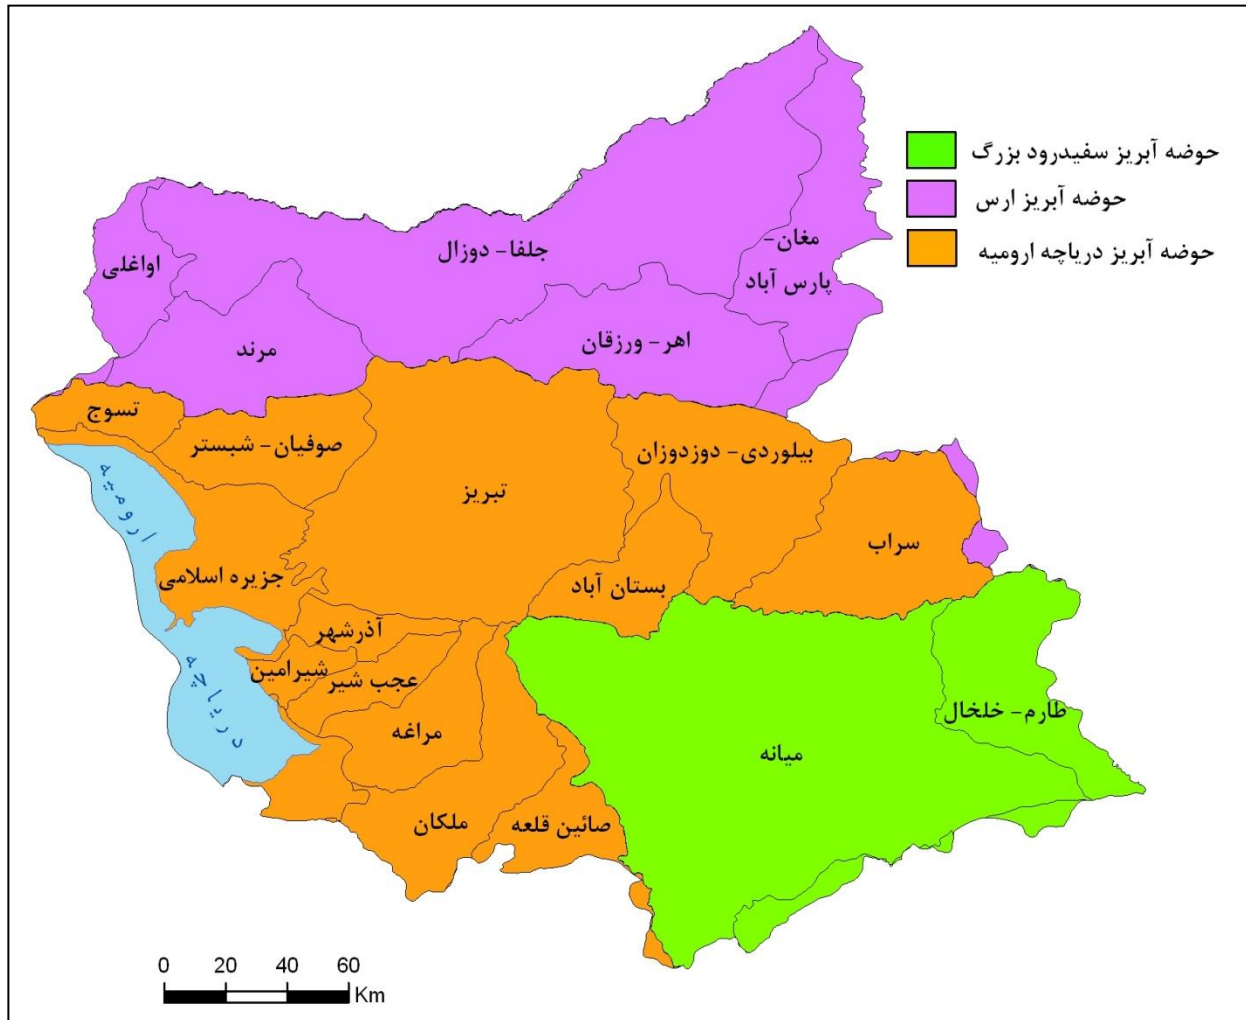 حوضه آبریز سفیدرود بزرگ
حوضه آبریز ارس
حوضه آبریز دریاچه ارومیه
مغان-
پارس آباد
جلفا- دوزال
اواغلی
اهر- ورزقان
مرند
تسوج
صوفیان- شبستر
بیلوردی- دوزدوزان
تبریز
سراب
دریاچه ارومیه
جزیره اسلامی
بستان آباد
آذرشهر
شیرامین
عجب شیر
طارم- خلخال
مراغه
میانه
ملکان
صائین قلعه
0 20 40 60
Km